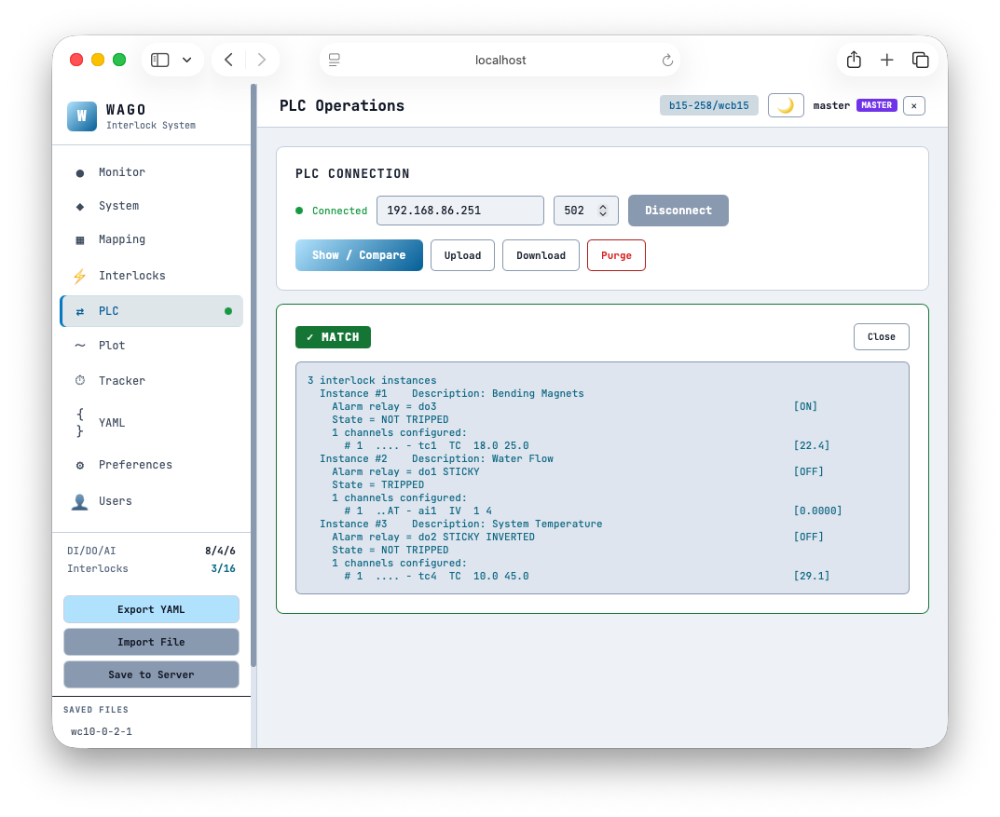 localhost
W
WAGO
Interlock System
PLC Operations
b15-258/wcb15
master
MASTER
×
Monitor
System
Mapping
Interlocks
PLC
Plot
Tracker
{ }
YAML
Preferences
Users
DI/DO/AI 8/4/6
Interlocks 3/16
Export YAML
Import File
Save to Server
SAVED FILES
wc10-0-2-1
PLC CONNECTION
Connected
192.168.86.251
502
Disconnect
Show / Compare
Upload
Download
Purge
✓ MATCH
Close
3 interlock instances
Instance #1    Description: Bending Magnets
Alarm relay = do3 [ON]
State = NOT TRIPPED
1 channels configured:
# 1  .... - tc1  TC  18.0 25.0 [22.4]
Instance #2    Description: Water Flow
Alarm relay = do1 STICKY [OFF]
State = TRIPPED
1 channels configured:
# 1  ..AT - ai1  IV  1 4 [0.0000]
Instance #3    Description: System Temperature
Alarm relay = do2 STICKY INVERTED [OFF]
State = NOT TRIPPED
1 channels configured:
# 1  .... - tc4  TC  10.0 45.0 [29.1]